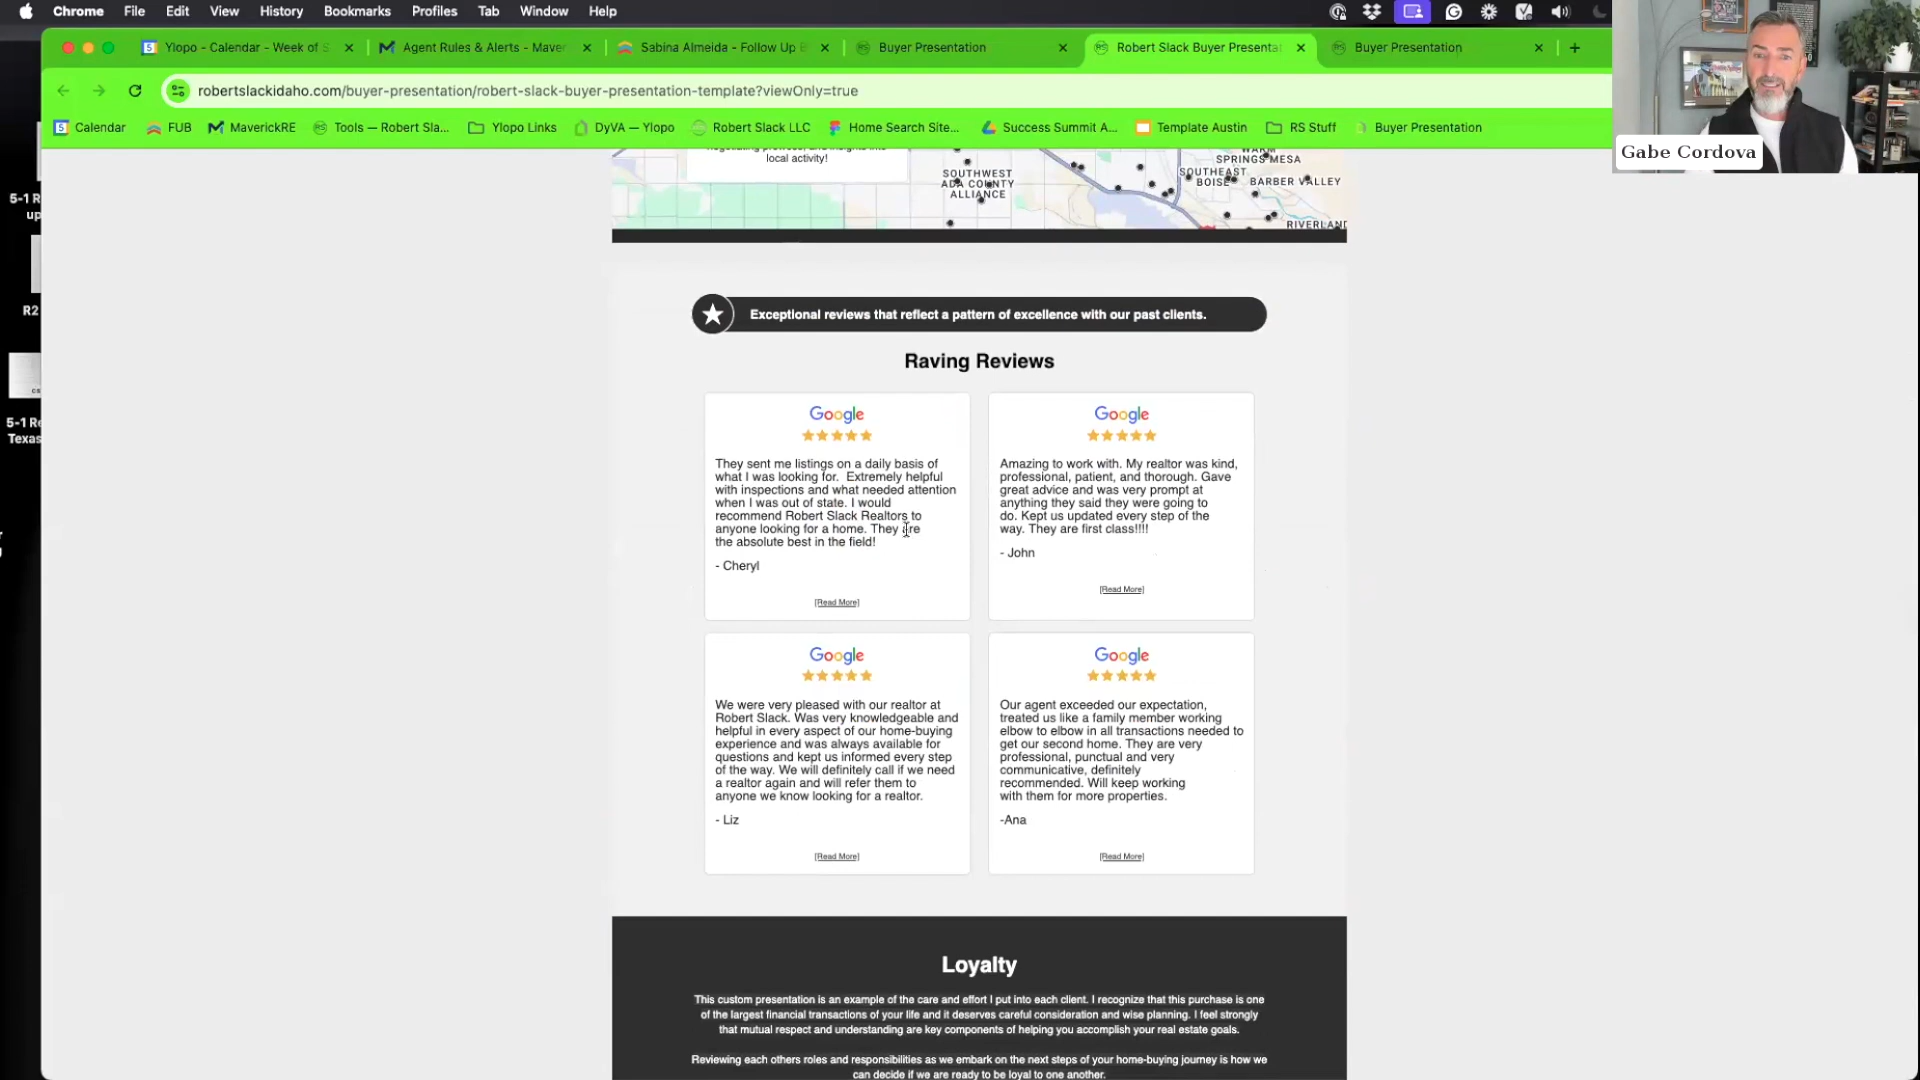 Chrome File Edit View History Bookmarks Profiles Tab Window Help
Ylopo - Calendar - Week of S
Agent Rules & Alerts - Mave
Sabina Almeida - Follow Up B
Buyer Presentation
Robert Slack Buyer Presenta
Buyer Presentation
robertslackidaho.com/buyer-presentation/robert-slack-buyer-presentation-template?viewOnly=true
Calendar
FUB
MaverickRE
Tools — Robert Sla...
Ylopo Links
DyVA — Ylopo
Robert Slack LLC
Home Search Site...
Success Summit A...
Template Austin
RS Stuff
Buyer Presentation
Gabe Cordova
5-1 R
up
R2
5-1 Re
Texas
negotiating prowess, and insights into
local activity!
SOUTHWEST
ADA COUNTY
ALLIANCE
WARM
SPRINGS MESA
SOUTHEAST
BOISE
BARBER VALLEY
RIVERLAND
Exceptional reviews that reflect a pattern of excellence with our past clients.
Raving Reviews
Google
They sent me listings on a daily basis of
what I was looking for. Extremely helpful
with inspections and what needed attention
when I was out of state. I would
recommend Robert Slack Realtors to
anyone looking for a home. They are
the absolute best in the field!
- Cheryl
[Read More]
Google
Amazing to work with. My realtor was kind,
professional, patient, and thorough. Gave
great advice and was very prompt at
anything they said they were going to
do. Kept us updated every step of the
way. They are first class!!!!
- John
[Read More]
Google
We were very pleased with our realtor at
Robert Slack. Was very knowledgeable and
helpful in every aspect of our home-buying
experience and was always available for
questions and kept us informed every step
of the way. We will definitely call if we need
a realtor again and will refer them to
anyone we know looking for a realtor.
- Liz
[Read More]
Google
Our agent exceeded our expectation,
treated us like a family member working
elbow to elbow in all transactions needed to
get our second home. They are very
professional, punctual and very
communicative, definitely
recommended. Will keep working
with them for more properties.
-Ana
[Read More]
Loyalty
This custom presentation is an example of the care and effort I put into each client. I recognize that this purchase is one
of the largest financial transactions of your life and it deserves careful consideration and wise planning. I feel strongly
that mutual respect and understanding are key components of helping you accomplish your real estate goals.
Reviewing each others roles and responsibilities as we embark on the next steps of your home-buying journey is how we
can decide if we are ready to be loyal to one another.